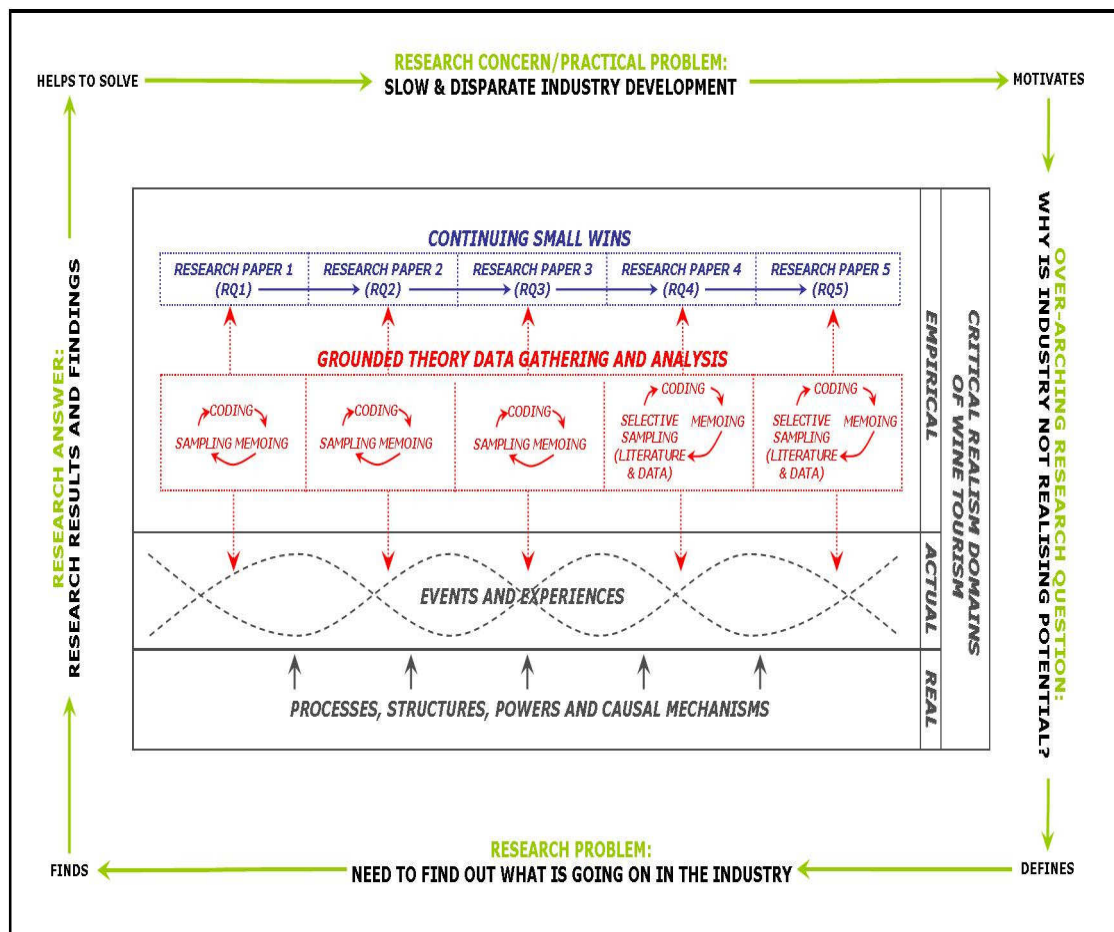 RESEARCH CONCERN/PRACTICAL PROBLEM:
HELPS TO SOLVE
SLOW & DISPARATE INDUSTRY DEVELOPMENT
MOTIVATES
OVER-ARCHING RESEARCH QUESTION:
WHY IS INDUSTRY NOT REALISING POTENTIAL?
DEFINES
RESEARCH PROBLEM:
NEED TO FIND OUT WHAT IS GOING ON IN THE INDUSTRY
FINDS
RESEARCH ANSWER:
RESEARCH RESULTS AND FINDINGS
CRITICAL REALISM DOMAINS
OF WINE TOURISM
EMPIRICAL
CONTINUING SMALL WINS
RESEARCH PAPER 1
(RQ1)
RESEARCH PAPER 2
(RQ2)
RESEARCH PAPER 3
(RQ3)
RESEARCH PAPER 4
(RQ4)
RESEARCH PAPER 5
(RQ5)
GROUNDED THEORY DATA GATHERING AND ANALYSIS
CODING
SAMPLING MEMOING
CODING
SAMPLING MEMOING
CODING
SAMPLING MEMOING
CODING
SELECTIVE MEMOING
SAMPLING
(LITERATURE
& DATA)
CODING
SELECTIVE MEMOING
SAMPLING
(LITERATURE
& DATA)
ACTUAL
EVENTS AND EXPERIENCES
REAL
PROCESSES, STRUCTURES, POWERS AND CAUSAL MECHANISMS